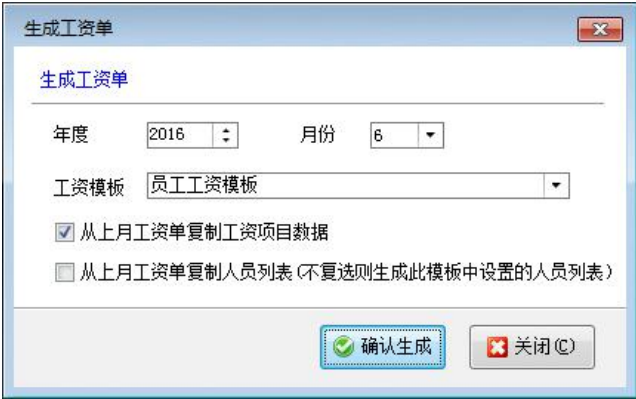 生成工资单
生成工资单
年度 2016 月份 6
工资模板 员工工资模板
从上月工资单复制工资项目数据
从上月工资单复制人员列表(不复选则生成此模板中设置的人员列表)
确认生成 关闭(C)